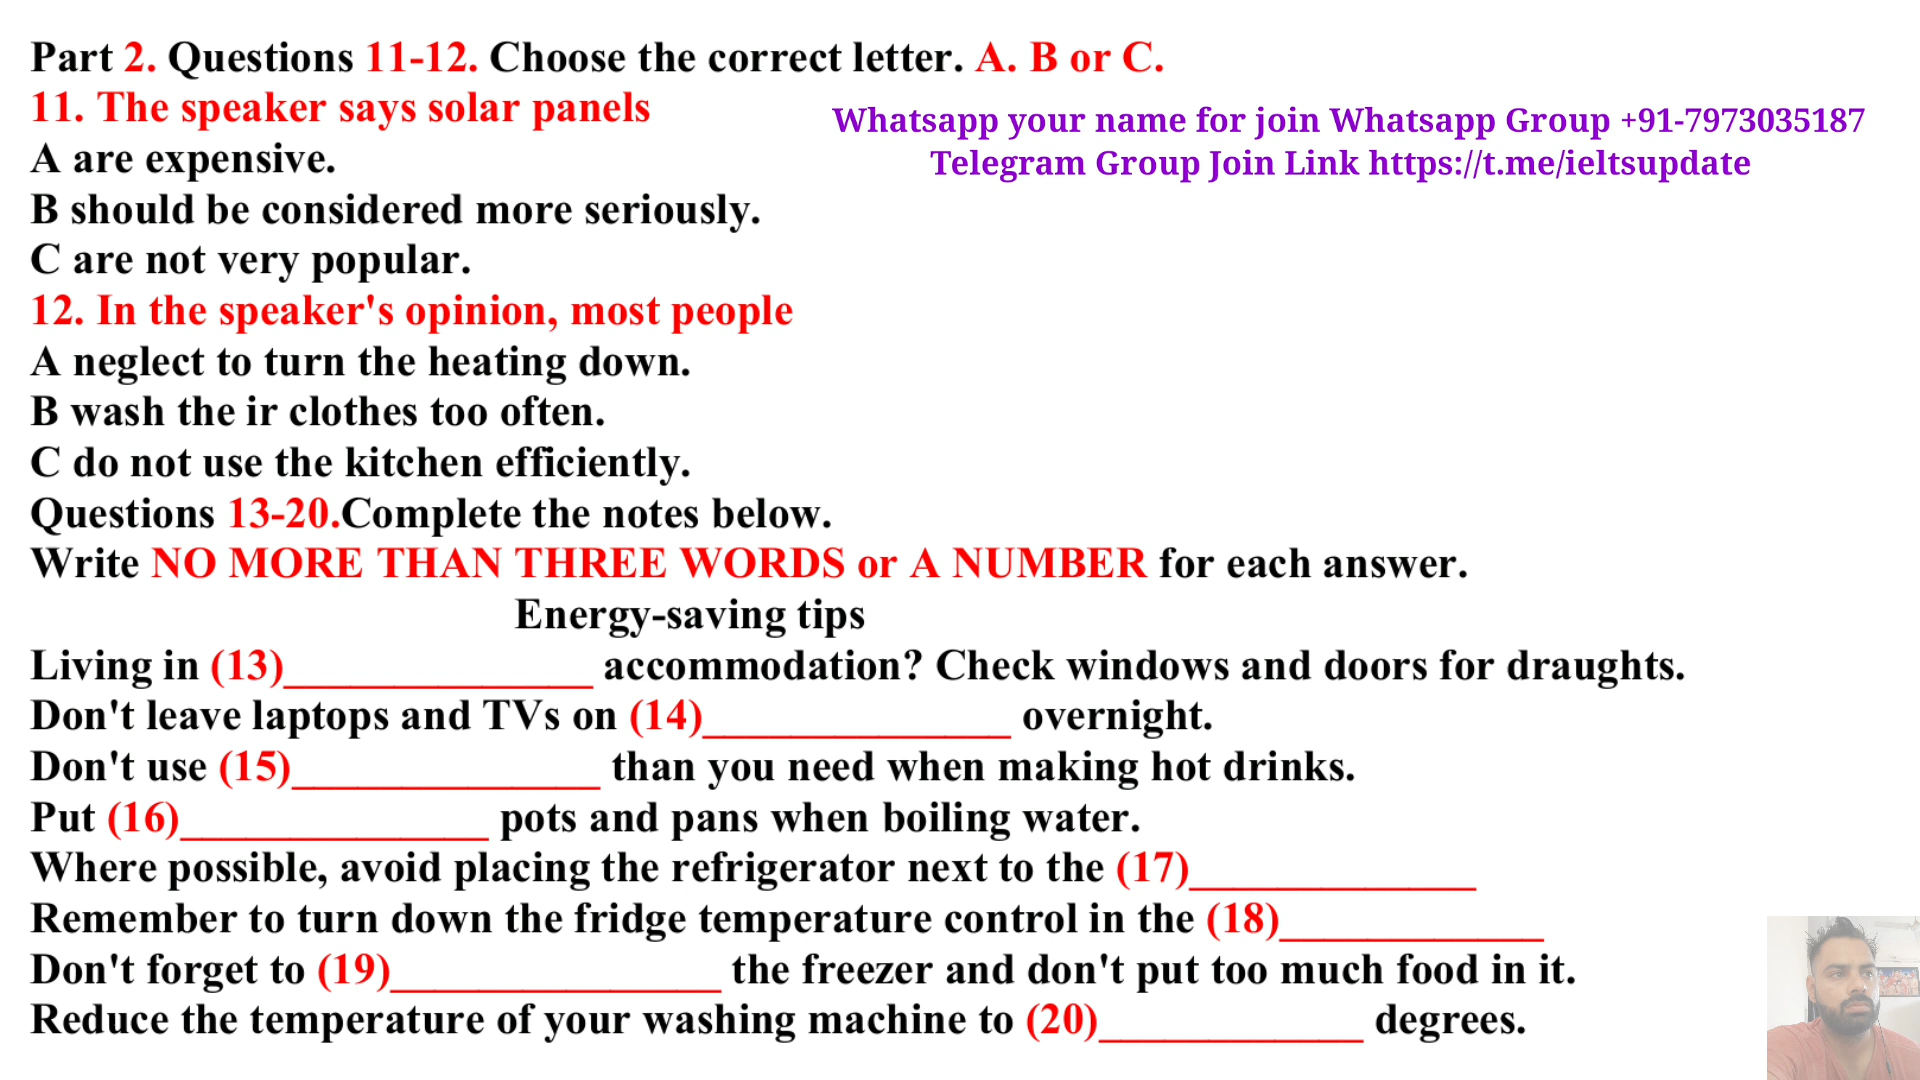 Part 2. Questions 11-12. Choose the correct letter. A. B or C.
11. The speaker says solar panels
Whatsapp your name for join Whatsapp Group +91-7973035187
Telegram Group Join Link https://t.me/ieltsupdate
A are expensive.
B should be considered more seriously.
C are not very popular.
12. In the speaker's opinion, most people
A neglect to turn the heating down.
B wash the ir clothes too often.
C do not use the kitchen efficiently.
Questions 13-20.Complete the notes below.
Write NO MORE THAN THREE WORDS or A NUMBER for each answer.
Energy-saving tips
Living in (13)______________ accommodation? Check windows and doors for draughts.
Don't leave laptops and TVs on (14)______________ overnight.
Don't use (15)______________ than you need when making hot drinks.
Put (16)______________ pots and pans when boiling water.
Where possible, avoid placing the refrigerator next to the (17)_____________
Remember to turn down the fridge temperature control in the (18)____________
Don't forget to (19)_______________ the freezer and don't put too much food in it.
Reduce the temperature of your washing machine to (20)____________ degrees.